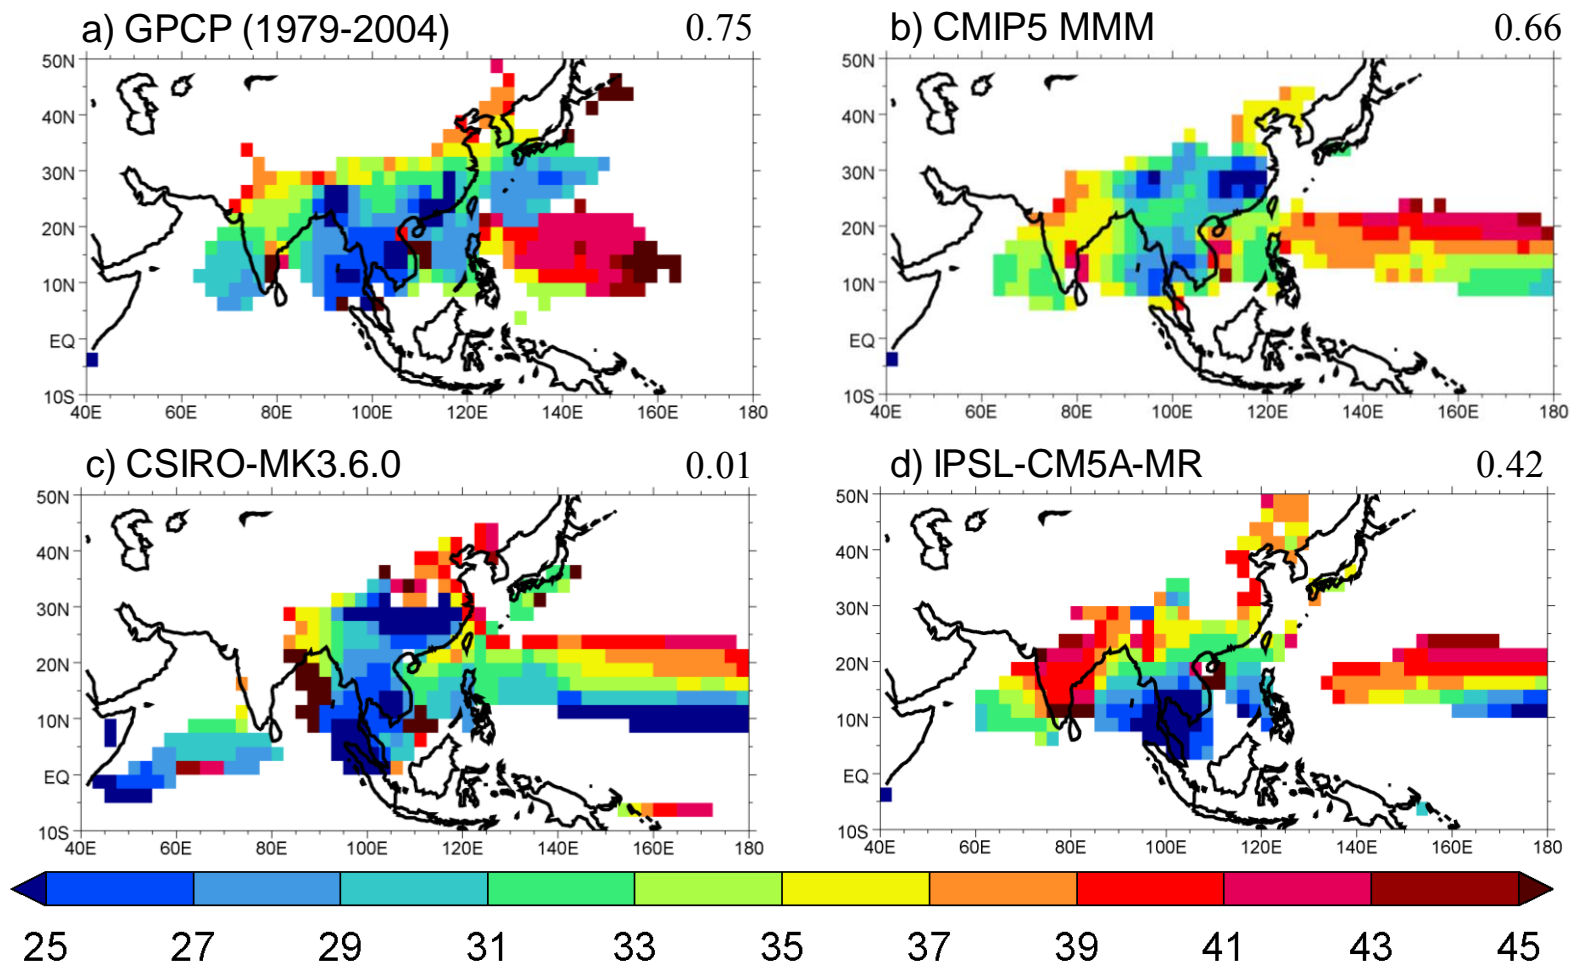 a) GPCP (1979-2004) 0.75
b) CMIP5 MMM 0.66
50N
40N
30N
20N
10N
EQ
10S
40E 60E 80E 100E 120E 140E 160E 180
50N
40N
30N
20N
10N
EQ
10S
40E 60E 80E 100E 120E 140E 160E 180
c) CSIRO-MK3.6.0 0.01
d) IPSL-CM5A-MR 0.42
50N
40N
30N
20N
10N
EQ
10S
40E 60E 80E 100E 120E 140E 160E 180
50N
40N
30N
20N
10N
EQ
10S
40E 60E 80E 100E 120E 140E 160E 180
25 27 29 31 33 35 37 39 41 43 45